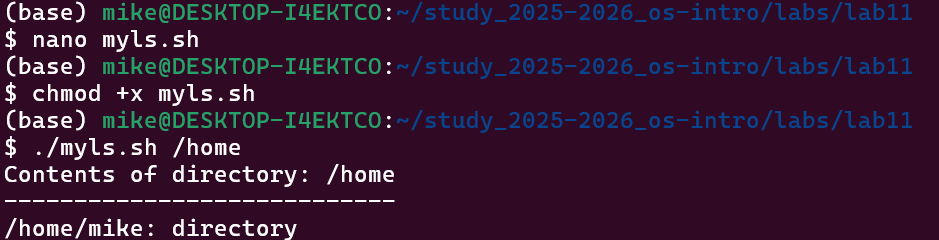 (base) mike@DESKTOP-I4EKTCO:~/study_2025-2026_os-intro/labs/lab11
$ nano myls.sh
(base) mike@DESKTOP-I4EKTCO:~/study_2025-2026_os-intro/labs/lab11
$ chmod +x myls.sh
(base) mike@DESKTOP-I4EKTCO:~/study_2025-2026_os-intro/labs/lab11
$ ./myls.sh /home
Contents of directory: /home
-----------------------------
/home/mike: directory